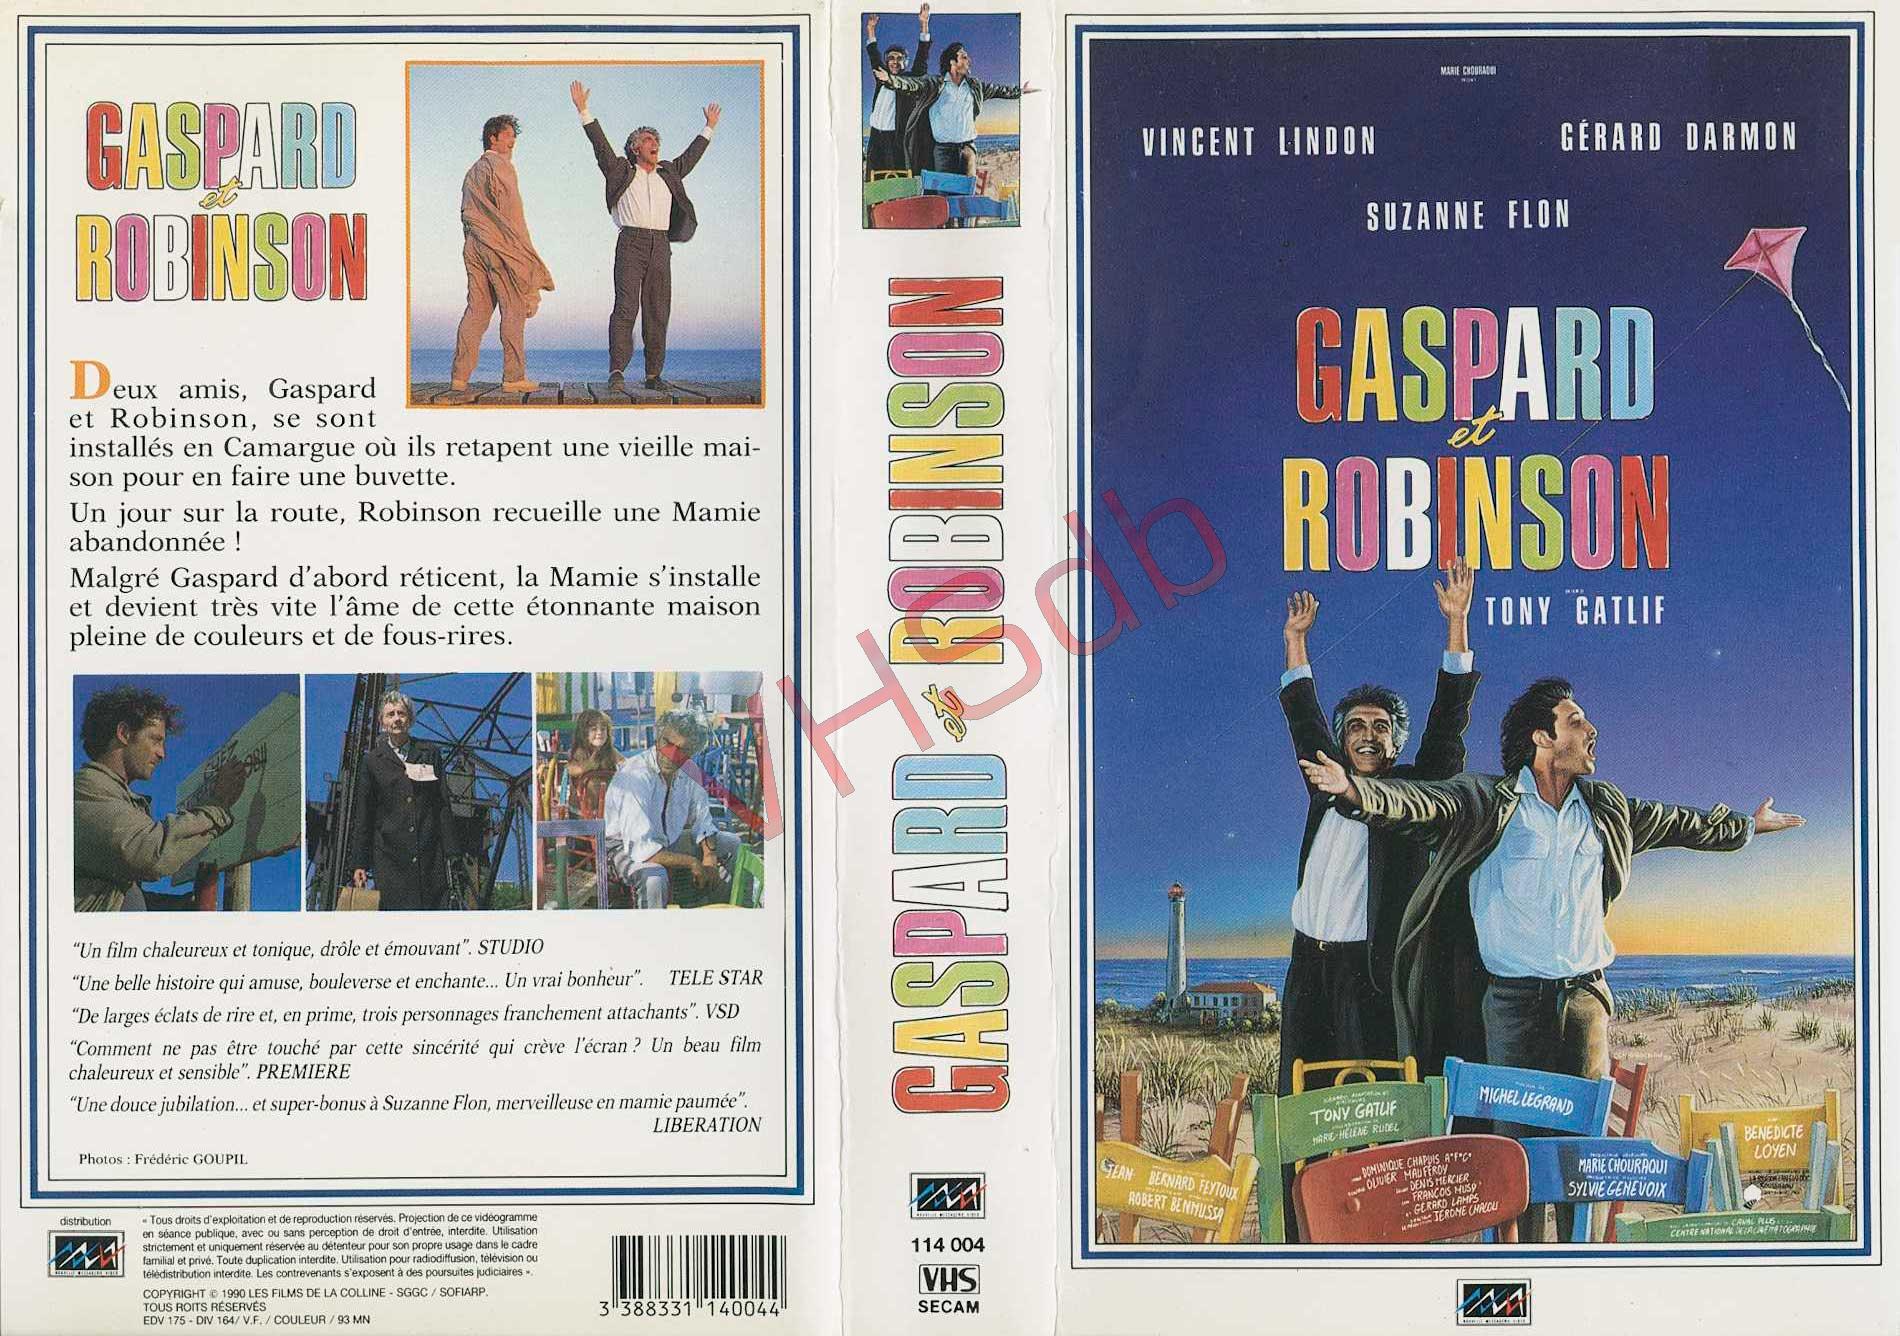 GASPARD
et
ROBINSON
Deux amis, Gaspard
et Robinson, se sont
installés en Camargue où ils retapent une vieille mai-
son pour en faire une buvette.
Un jour sur la route, Robinson recueille une Mamie
abandonnée !
Malgré Gaspard d'abord réticent, la Mamie s'installe
et devient très vite l'âme de cette étonnante maison
pleine de couleurs et de fous-rires.
"Un film chaleureux et tonique, drôle et émouvant". STUDIO
"Une belle histoire qui amuse, bouleverse et enchante... Un vrai bonheur". TELE STAR
"De larges éclats de rire et, en prime, trois personnages franchement attachants". VSD
"Comment ne pas être touché par cette sincérité qui crève l'écran ? Un beau film
chaleureux et sensible". PREMIERE
"Une douce jubilation... et super-bonus à Suzanne Flon, merveilleuse en mamie paumée".
LIBERATION
Photos : Frédéric GOUPIL
distribution
« Tous droits d'exploitation et de reproduction réservés. Projection de ce vidéogramme
en séance publique, avec ou sans perception de droit d'entrée, interdite. Utilisation
strictement et uniquement réservée au détenteur pour son propre usage dans le cadre
familial et privé. Toute duplication interdite. Utilisation pour radiodiffusion, télévision ou
télédistribution interdite. Les contrevenants s'exposent à des poursuites judiciaires ».
COPYRIGHT © 1990 LES FILMS DE LA COLLINE - SGGC / SOFIARP.
TOUS ROITS RÉSERVÉS
EDV 175 - DIV 164/ V.F. / COULEUR / 93 MN
3 388331 140044
GASPARD et ROBINSON
114 004
VHS
SECAM
VHSdb
MARIE CHOURAQUI
VINCENT LINDON
GÉRARD DARMON
SUZANNE FLON
GASPARD
et
ROBINSON
TONY GATLIF
TONY GATLIF
MARIE-HÉLÈNE RUDEL
MICHEL LEGRAND
BENEDICTE
LOYEN
JEAN
BERNARD FEYTOUX
ROBERT BENMUSSA
DOMINIQUE CHAPUIS A*F*C*
OLIVIER MAUFFROY
DENIS MERCIER
FRANÇOIS MUSY
GERARD LAMPS
JÉROME CHALOU
MARIE CHOURAQUI
SYLVIE GENEVOIX
CANAL PLUS
CENTRE NATIONAL DE LA CINEMATOGRAPHIE